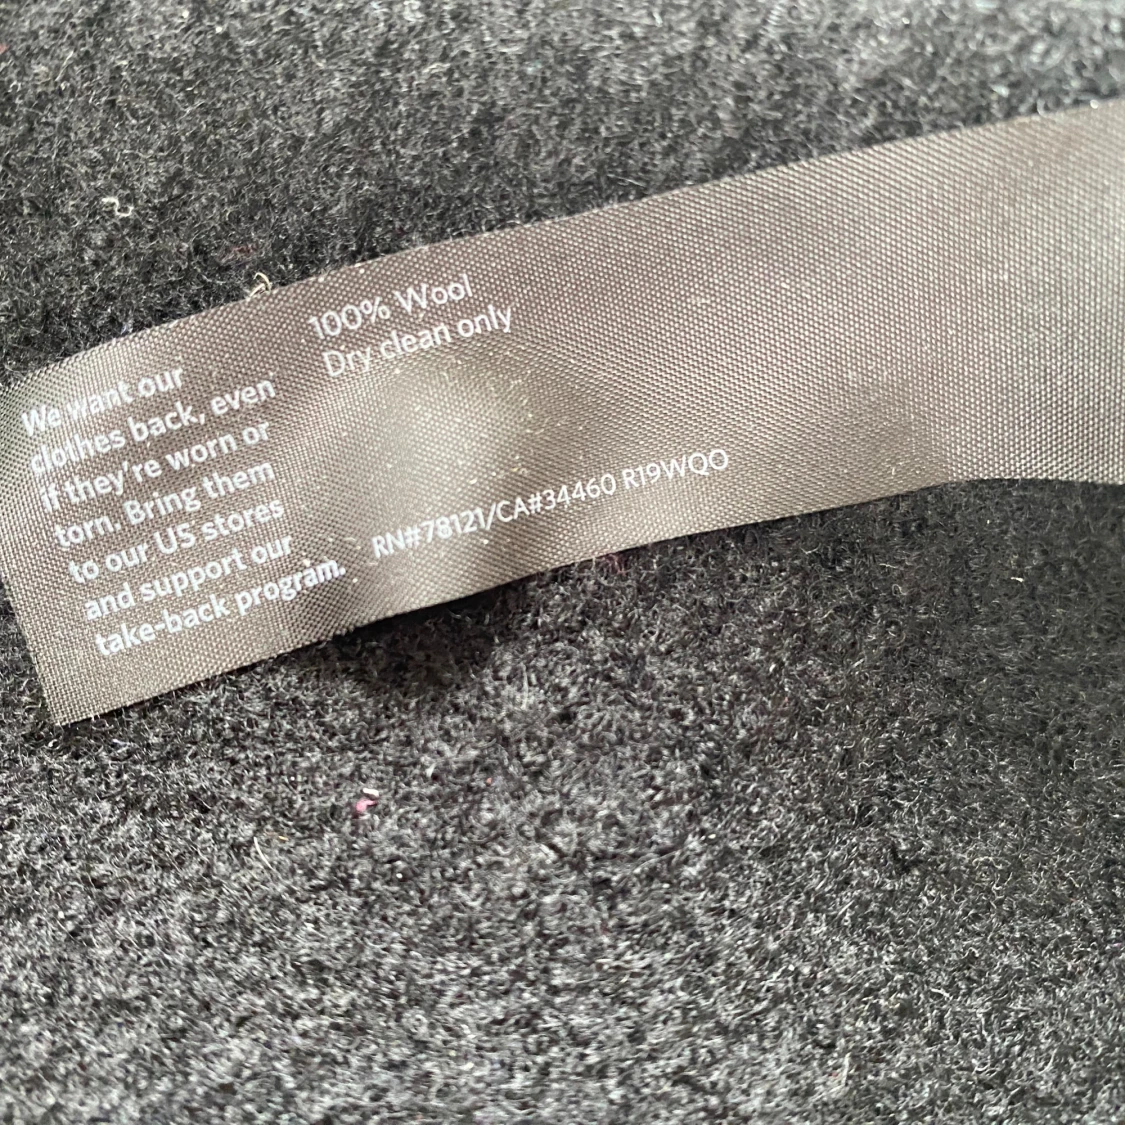 We want our
clothes back, even
if they're worn or
torn. Bring them
to our US stores
and support our
take-back program.
100% Wool
Dry clean only
RN#78121/CA#34460 R19WQO